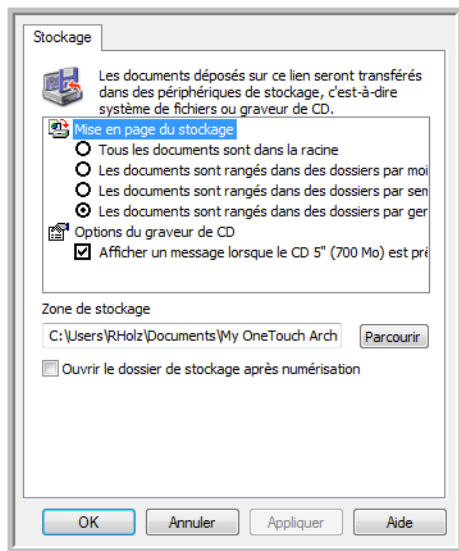 Stockage
Les documents déposés sur ce lien seront transférés
dans des périphériques de stockage, c'est-à-dire
système de fichiers ou graveur de CD.
Mise en page du stockage
Tous les documents sont dans la racine
Les documents sont rangés dans des dossiers par moi
Les documents sont rangés dans des dossiers par sem
Les documents sont rangés dans des dossiers par ger
Options du graveur de CD
Afficher un message lorsque le CD 5" (700 Mo) est prê
Zone de stockage
C:\Users\RHolz\Documents\My OneTouch Arch
Parcourir
Ouvrir le dossier de stockage après numérisation
OK Annuler Appliquer Aide